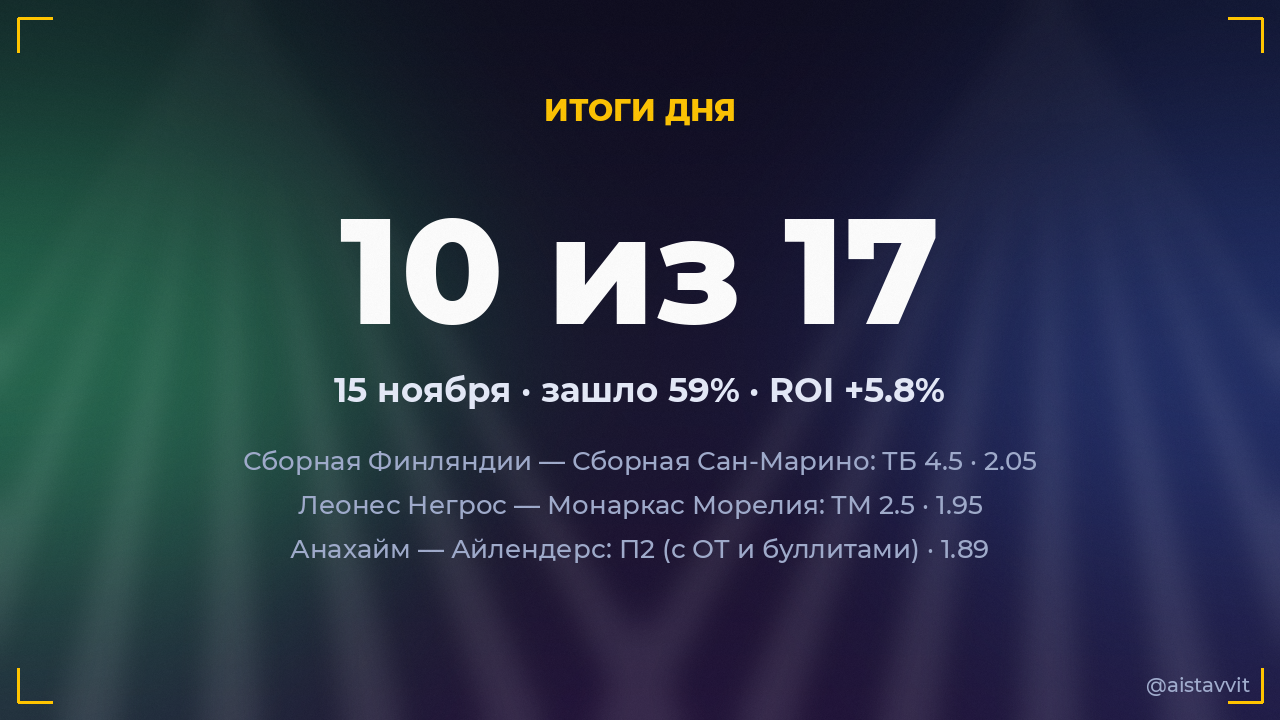 ИТОГИ ДНЯ
10 из 17
15 ноября · зашло 59% · ROI +5.8%
Сборная Финляндии — Сборная Сан-Марино: ТБ 4.5 · 2.05
Леонес Негрос — Монаркас Морелия: ТМ 2.5 · 1.95
Анахайм — Айлендерс: П2 (с ОТ и буллитами) · 1.89
@aistavvit